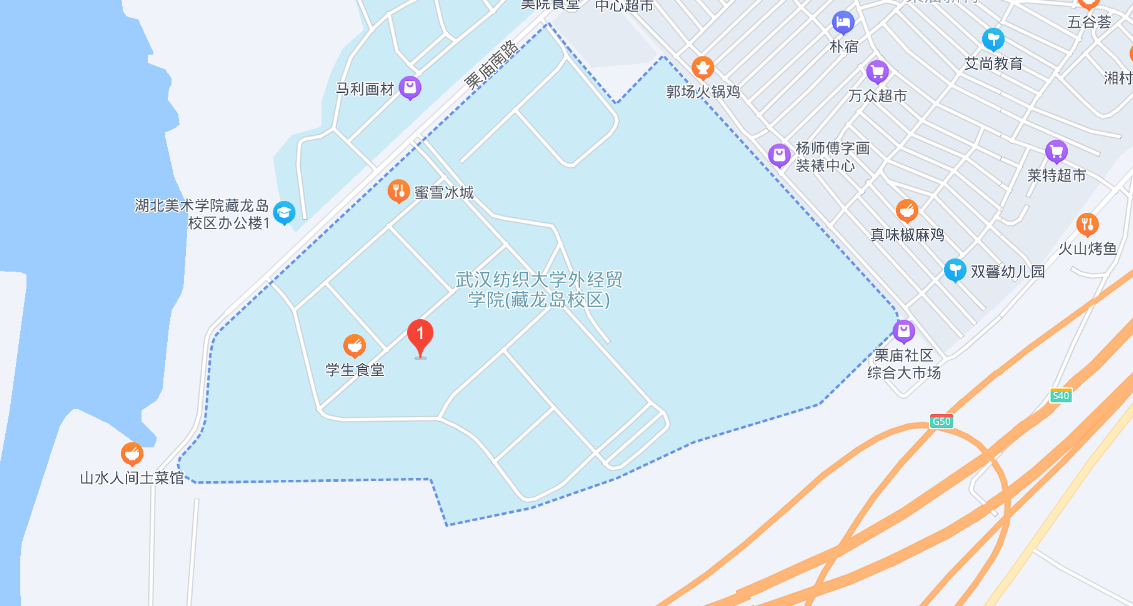 美院食堂
中心超市
五谷荟
朴宿
艾尚教育
栗庙南路
湘村
马利画材
郭场火锅鸡
万众超市
杨师傅字画
装裱中心
莱特超市
蜜雪冰城
湖北美术学院藏龙岛
校区办公楼1
真味椒麻鸡
火山烤鱼
双馨幼儿园
武汉纺织大学外经贸
学院(藏龙岛校区)
1
学生食堂
栗庙社区
综合大市场
S40
G50
山水人间土菜馆